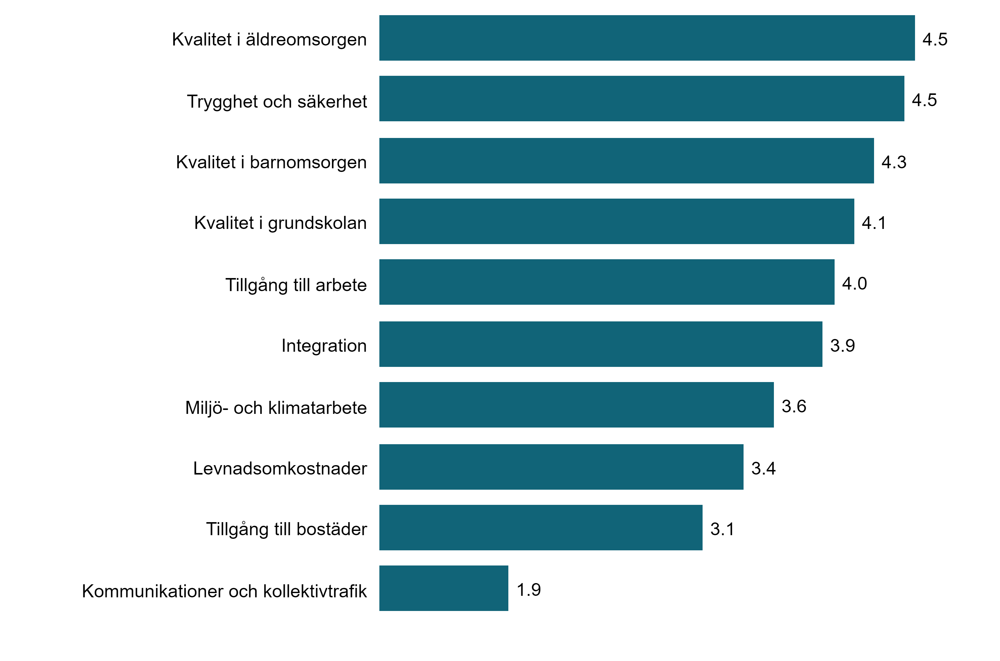 Kvalitet i äldreomsorgen 4.5
Trygghet och säkerhet 4.5
Kvalitet i barnomsorgen 4.3
Kvalitet i grundskolan 4.1
Tillgång till arbete 4.0
Integration 3.9
Miljö- och klimatarbete 3.6
Levnadsomkostnader 3.4
Tillgång till bostäder 3.1
Kommunikationer och kollektivtrafik 1.9